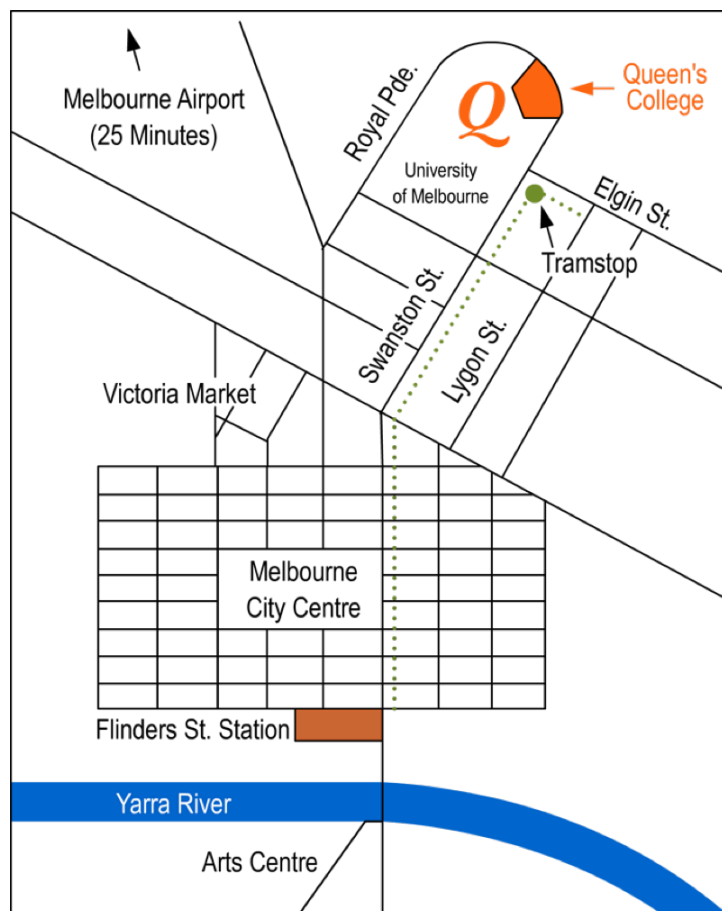 Melbourne Airport
(25 Minutes)
Royal Pde.
Q
Queen's
College
University
of Melbourne
Elgin St.
Tramstop
Swanston St.
Lygon St.
Victoria Market
Melbourne
City Centre
Flinders St. Station
Yarra River
Arts Centre